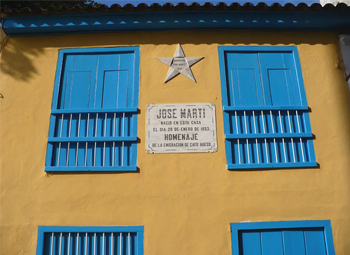 JOSE MARTI
NACIO EN ESTA CASA
EL DIA 28 DE ENERO DE 1853.
HOMENAJE
DE LA EMIGRACION DE CAYO HUESO.